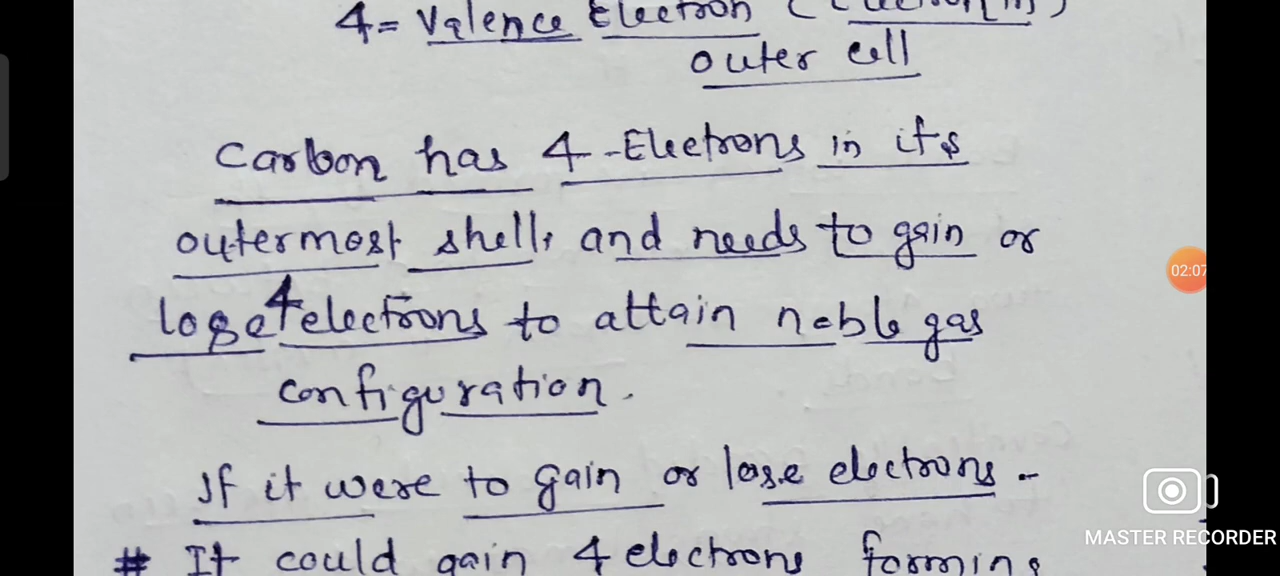 4 = Valence Electron (
outer cell
Carbon has 4-Electrons in its
outermost shell, and needs to gain or
lose 4 electrons to attain noble gas
configuration.
If it were to gain or lose electrons -
# It could gain 4 electrons forming
02:07
MASTER RECORDER